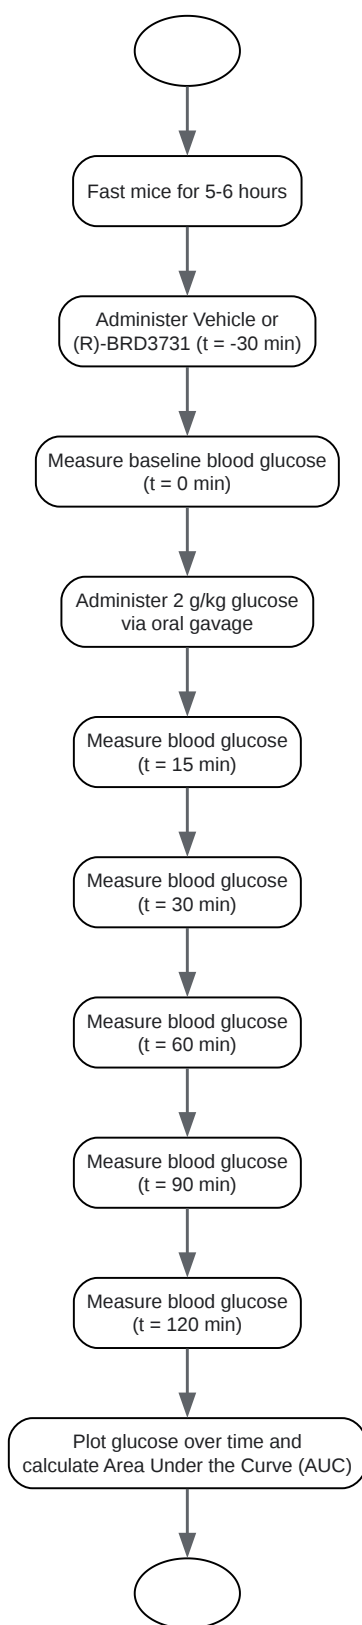 Fast mice for 5-6 hours
Administer Vehicle or
(R)-BRD3731 (t = -30 min)
Measure baseline blood glucose
(t = 0 min)
Administer 2 g/kg glucose
via oral gavage
Measure blood glucose
(t = 15 min)
Measure blood glucose
(t = 30 min)
Measure blood glucose
(t = 60 min)
Measure blood glucose
(t = 90 min)
Measure blood glucose
(t = 120 min)
Plot glucose over time and
calculate Area Under the Curve (AUC)